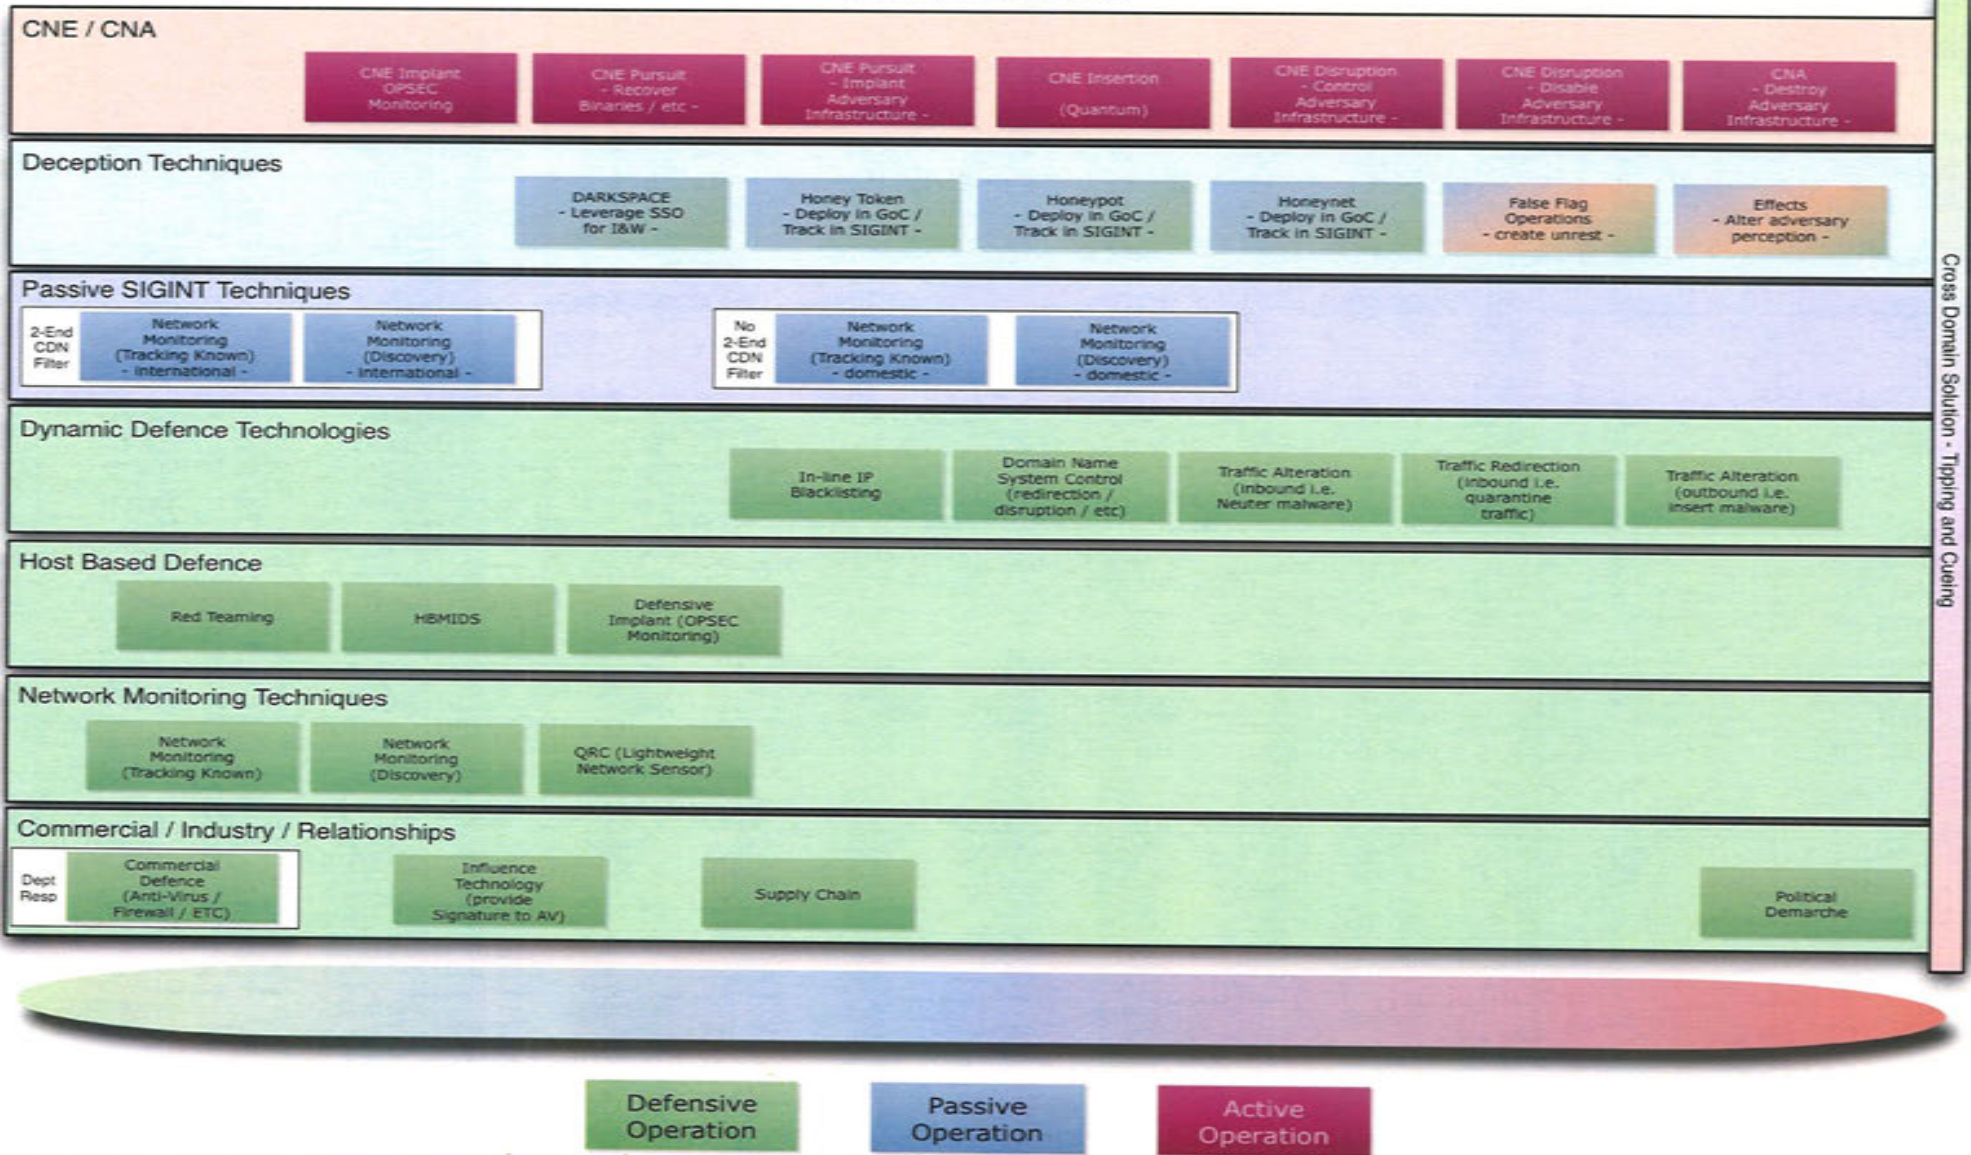 CNE / CNA
CNE Implant
OPSEC
Monitoring
CNE Pursuit
- Recover
Binaries / etc -
CNE Pursuit
- Implant
Adversary
Infrastructure -
CNE Insertion
(Quantum)
CNE Disruption
- Control
Adversary
Infrastructure -
CNE Disruption
- Disable
Adversary
Infrastructure -
CNA
- Destroy
Adversary
Infrastructure -
Deception Techniques
DARKSPACE
- Leverage SSO
for I&W -
Honey Token
- Deploy in GoC /
Track in SIGINT -
Honeypot
- Deploy in GoC /
Track in SIGINT -
Honeynet
- Deploy in GoC /
Track in SIGINT -
False Flag
Operations
- create unrest -
Effects
- Alter adversary
perception -
Passive SIGINT Techniques
2-End
CDN
Filter
Network
Monitoring
(Tracking Known)
- international -
Network
Monitoring
(Discovery)
- international -
No
2-End
CDN
Filter
Network
Monitoring
(Tracking Known)
- domestic -
Network
Monitoring
(Discovery)
- domestic -
Dynamic Defence Technologies
In-line IP
Blacklisting
Domain Name
System Control
(redirection /
disruption / etc)
Traffic Alteration
(inbound i.e.
Neuter malware)
Traffic Redirection
(inbound i.e.
quarantine
traffic)
Traffic Alteration
(outbound i.e.
insert malware)
Host Based Defence
Red Teaming
HBMIDS
Defensive
Implant (OPSEC
Monitoring)
Network Monitoring Techniques
Network
Monitoring
(Tracking Known)
Network
Monitoring
(Discovery)
QRC (Lightweight
Network Sensor)
Commercial / Industry / Relationships
Dept
Resp
Commercial
Defence
(Anti-Virus /
Firewall / ETC)
Influence
Technology
(provide
Signature to AV)
Supply Chain
Political
Demarche
Cross Domain Solution - Tipping and Cueing
Defensive
Operation
Passive
Operation
Active
Operation